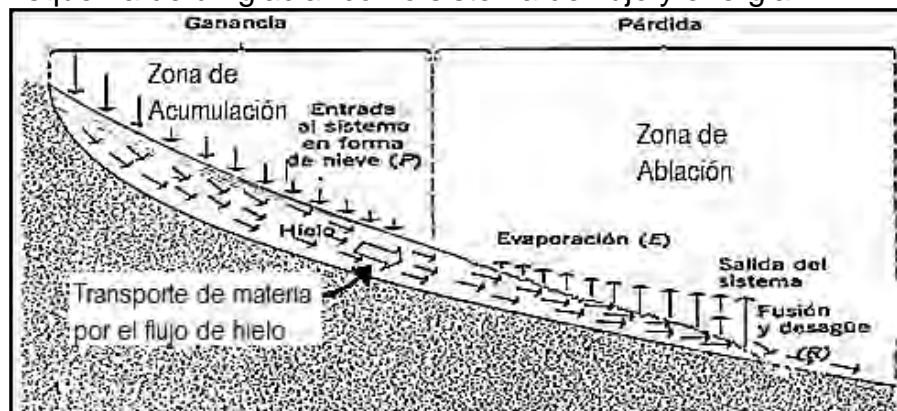 Ganancia
Pérdida
Zona de
Acumulación
Entrada
al sistema
en forma
de nieve (P)
Zona de
Ablación
Hielo
Evaporación (E)
Salida del
sistema
Fusión
y desagüe
(R)
Transporte de materia
por el flujo de hielo